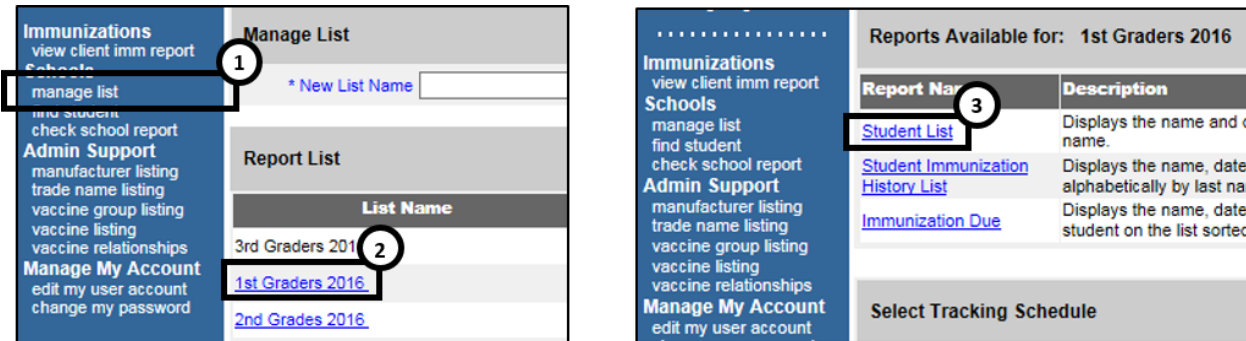 Immunizations
view client imm report
Schools
manage list
find student
check school report
Admin Support
manufacturer listing
trade name listing
vaccine group listing
vaccine listing
vaccine relationships
Manage My Account
edit my user account
change my password
Manage List
1
* New List Name
Report List
List Name
3rd Graders 201
2
1st Graders 2016
2nd Grades 2016
Immunizations
view client imm report
Schools
manage list
find student
check school report
Admin Support
manufacturer listing
trade name listing
vaccine group listing
vaccine listing
vaccine relationships
Manage My Account
edit my user account
Reports Available for: 1st Graders 2016
Report Na Description
3
Student List Displays the name and
name.
Student Immunization Displays the name, date
History List alphabetically by last na
Immunization Due Displays the name, date
student on the list sorted
Select Tracking Schedule